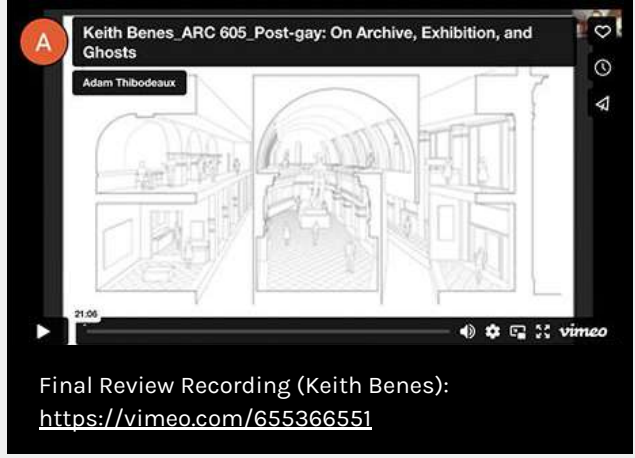 A
Keith Benes_ARC 605_Post-gay: On Archive, Exhibition, and
Ghosts
Adam Thibodeaux
21:06
vimeo
Final Review Recording (Keith Benes):
https://vimeo.com/655366551